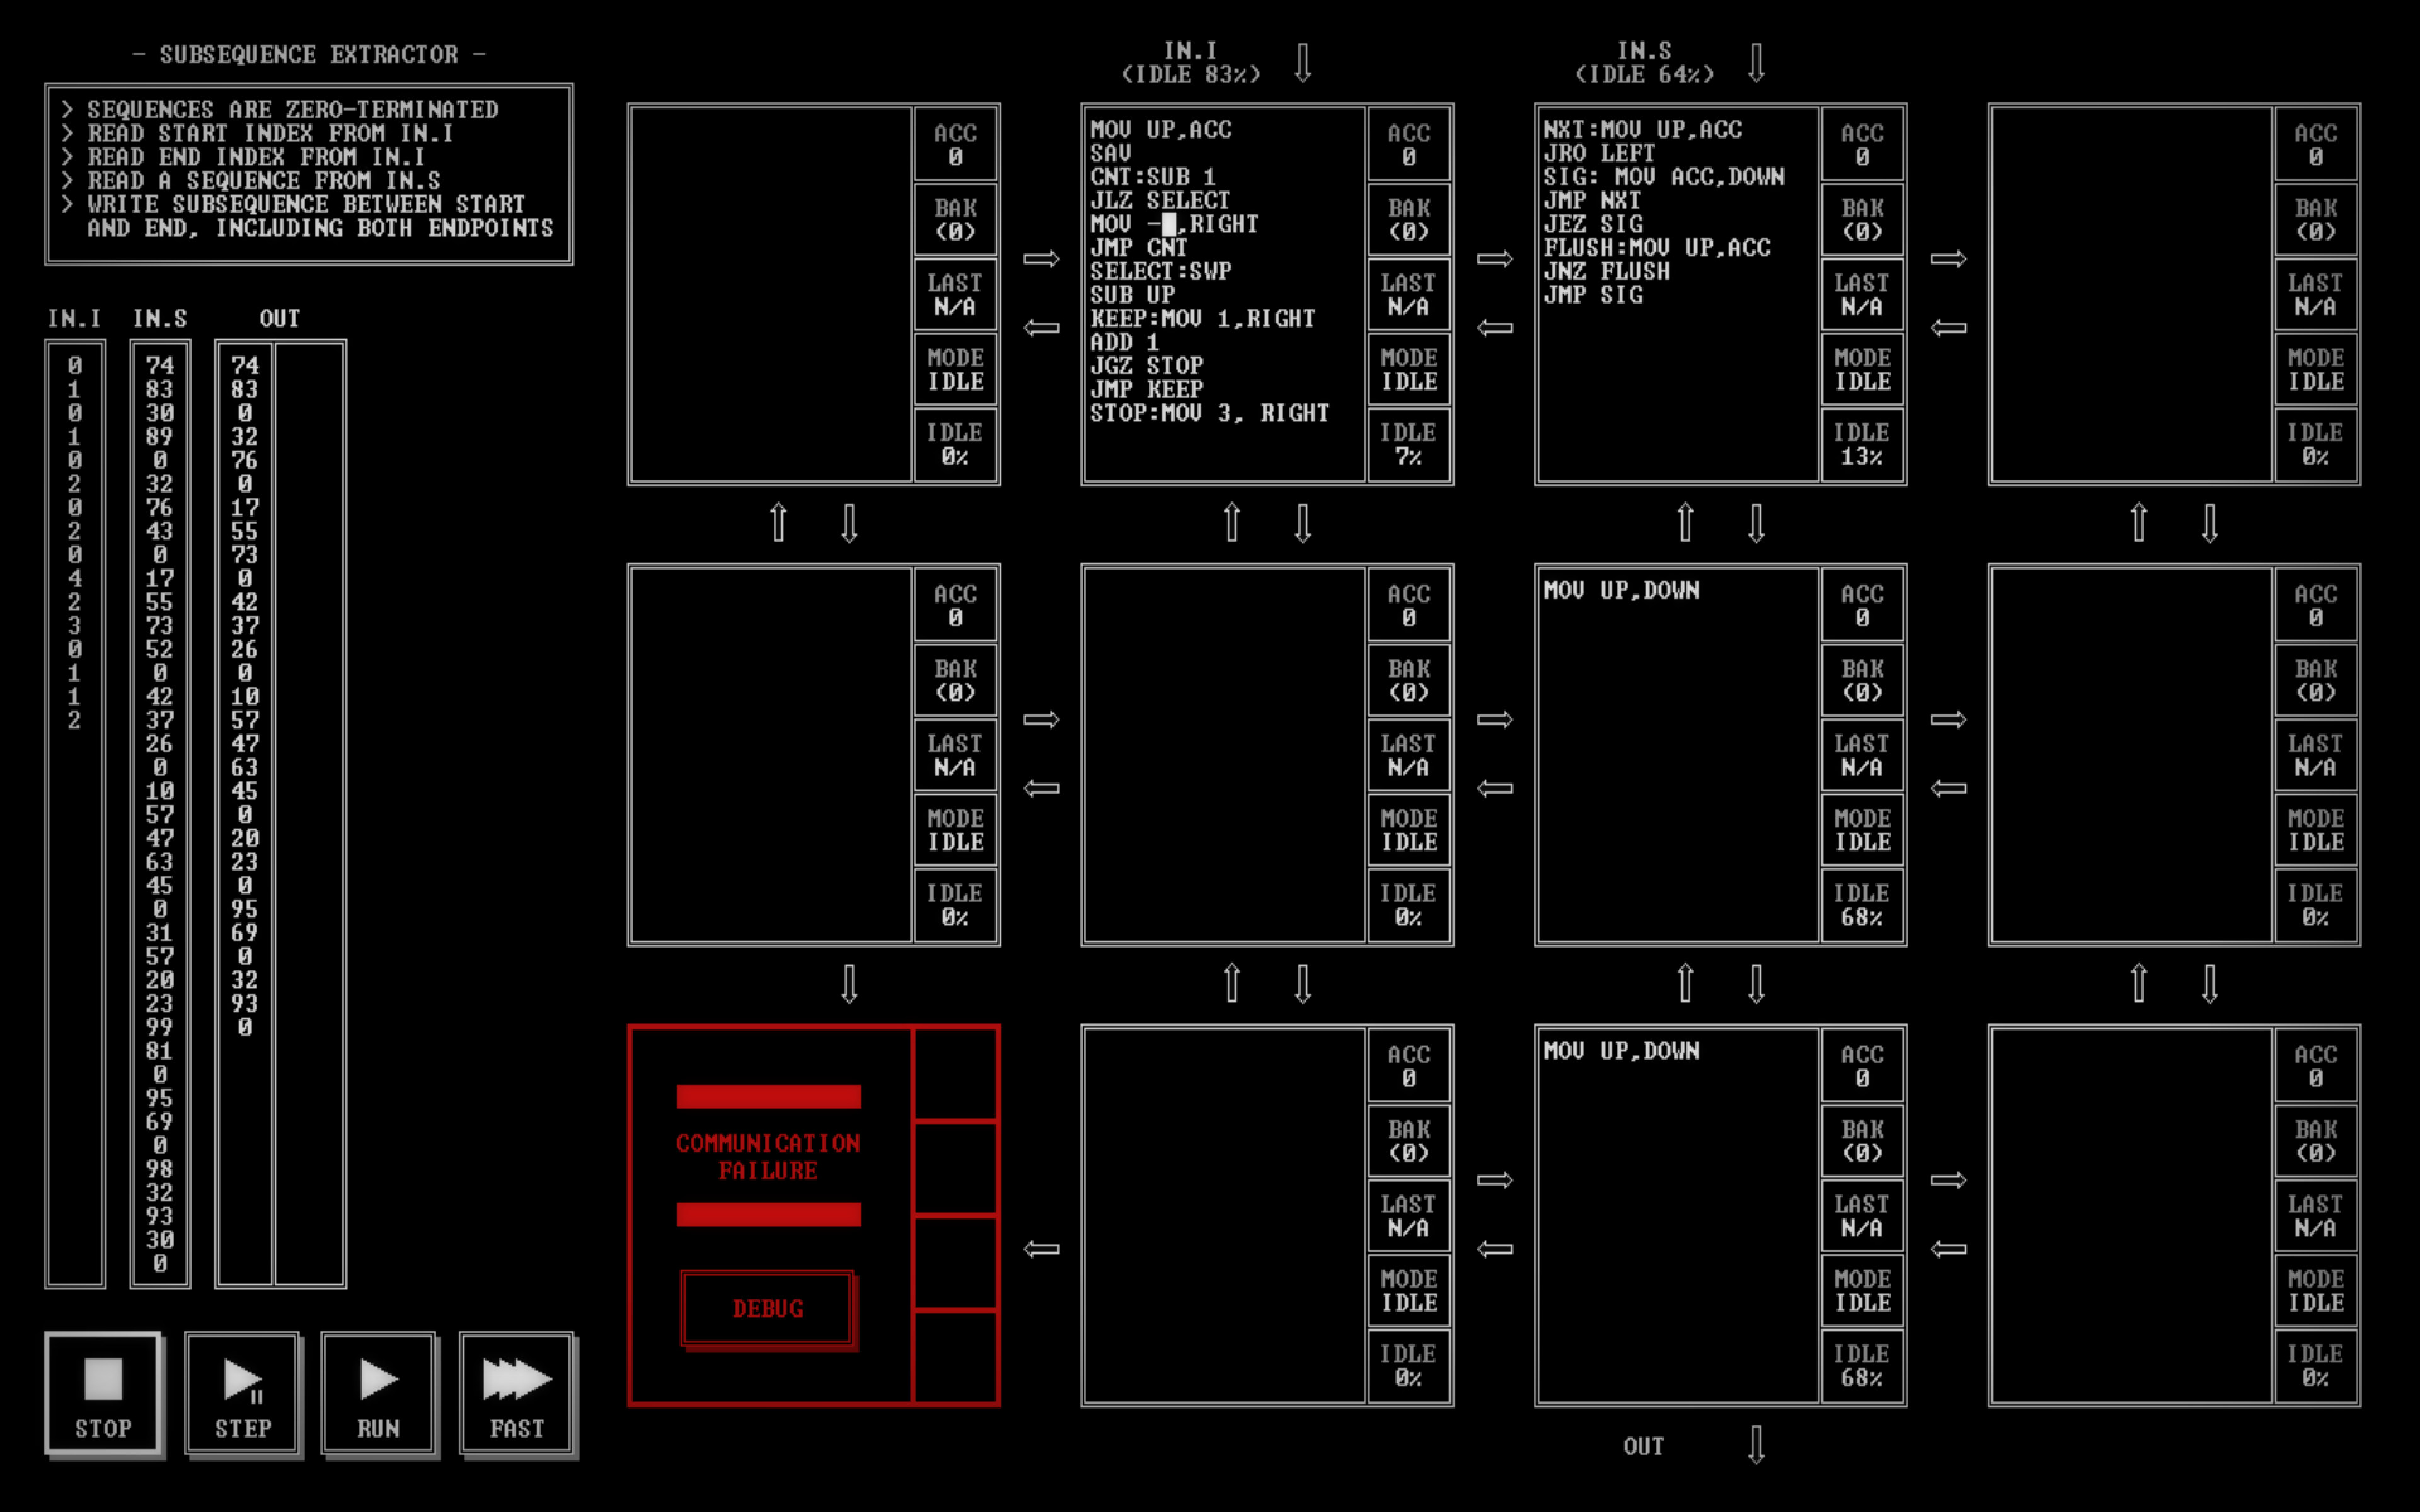 - SUBSEQUENCE EXTRACTOR -
> SEQUENCES ARE ZERO-TERMINATED
> READ START INDEX FROM IN.I
> READ END INDEX FROM IN.I
> READ A SEQUENCE FROM IN.S
> WRITE SUBSEQUENCE BETWEEN START
AND END, INCLUDING BOTH ENDPOINTS
IN.I IN.S OUT
0 74 74
1 83 83
0 30 0
1 89 32
0 0 76
2 32 0
0 76 17
2 43 55
0 0 73
4 17 0
2 55 42
3 73 37
0 52 26
1 0 0
1 42 10
2 37 57
26 47
0 63
10 45
57 0
47 20
63 23
45 0
0 95
31 69
57 0
20 32
23 93
99 0
81
0
95
69
0
98
32
93
30
0
STOP
STEP
RUN
FAST
IN.I
(IDLE 83%)
IN.S
(IDLE 64%)
ACC
0
BAK
(0)
LAST
N/A
MODE
IDLE
IDLE
0%
MOV UP,ACC
SAV
CNT:SUB 1
JLZ SELECT
MOV -,RIGHT
JMP CNT
SELECT:SWP
SUB UP
KEEP:MOV 1,RIGHT
ADD 1
JGZ STOP
JMP KEEP
STOP:MOV 3, RIGHT
ACC
0
BAK
(0)
LAST
N/A
MODE
IDLE
IDLE
7%
NXT:MOV UP,ACC
JRO LEFT
SIG: MOV ACC,DOWN
JMP NXT
JEZ SIG
FLUSH:MOV UP,ACC
JNZ FLUSH
JMP SIG
ACC
0
BAK
(0)
LAST
N/A
MODE
IDLE
IDLE
13%
ACC
0
BAK
(0)
LAST
N/A
MODE
IDLE
IDLE
0%
ACC
0
BAK
(0)
LAST
N/A
MODE
IDLE
IDLE
0%
ACC
0
BAK
(0)
LAST
N/A
MODE
IDLE
IDLE
0%
MOV UP,DOWN
ACC
0
BAK
(0)
LAST
N/A
MODE
IDLE
IDLE
68%
ACC
0
BAK
(0)
LAST
N/A
MODE
IDLE
IDLE
0%
COMMUNICATION
FAILURE
DEBUG
ACC
0
BAK
(0)
LAST
N/A
MODE
IDLE
IDLE
0%
MOV UP,DOWN
ACC
0
BAK
(0)
LAST
N/A
MODE
IDLE
IDLE
68%
ACC
0
BAK
(0)
LAST
N/A
MODE
IDLE
IDLE
0%
OUT